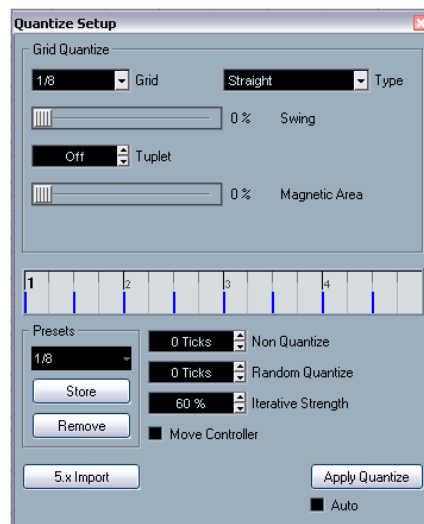 Quantize Setup
Grid Quantize
1/8 Grid Straight Type
0 % Swing
Off Tuplet
0 % Magnetic Area
1 2 3 4
Presets
1/8
Store
Remove
0 Ticks Non Quantize
0 Ticks Random Quantize
60 % Iterative Strength
Move Controller
5.x Import
Apply Quantize
Auto